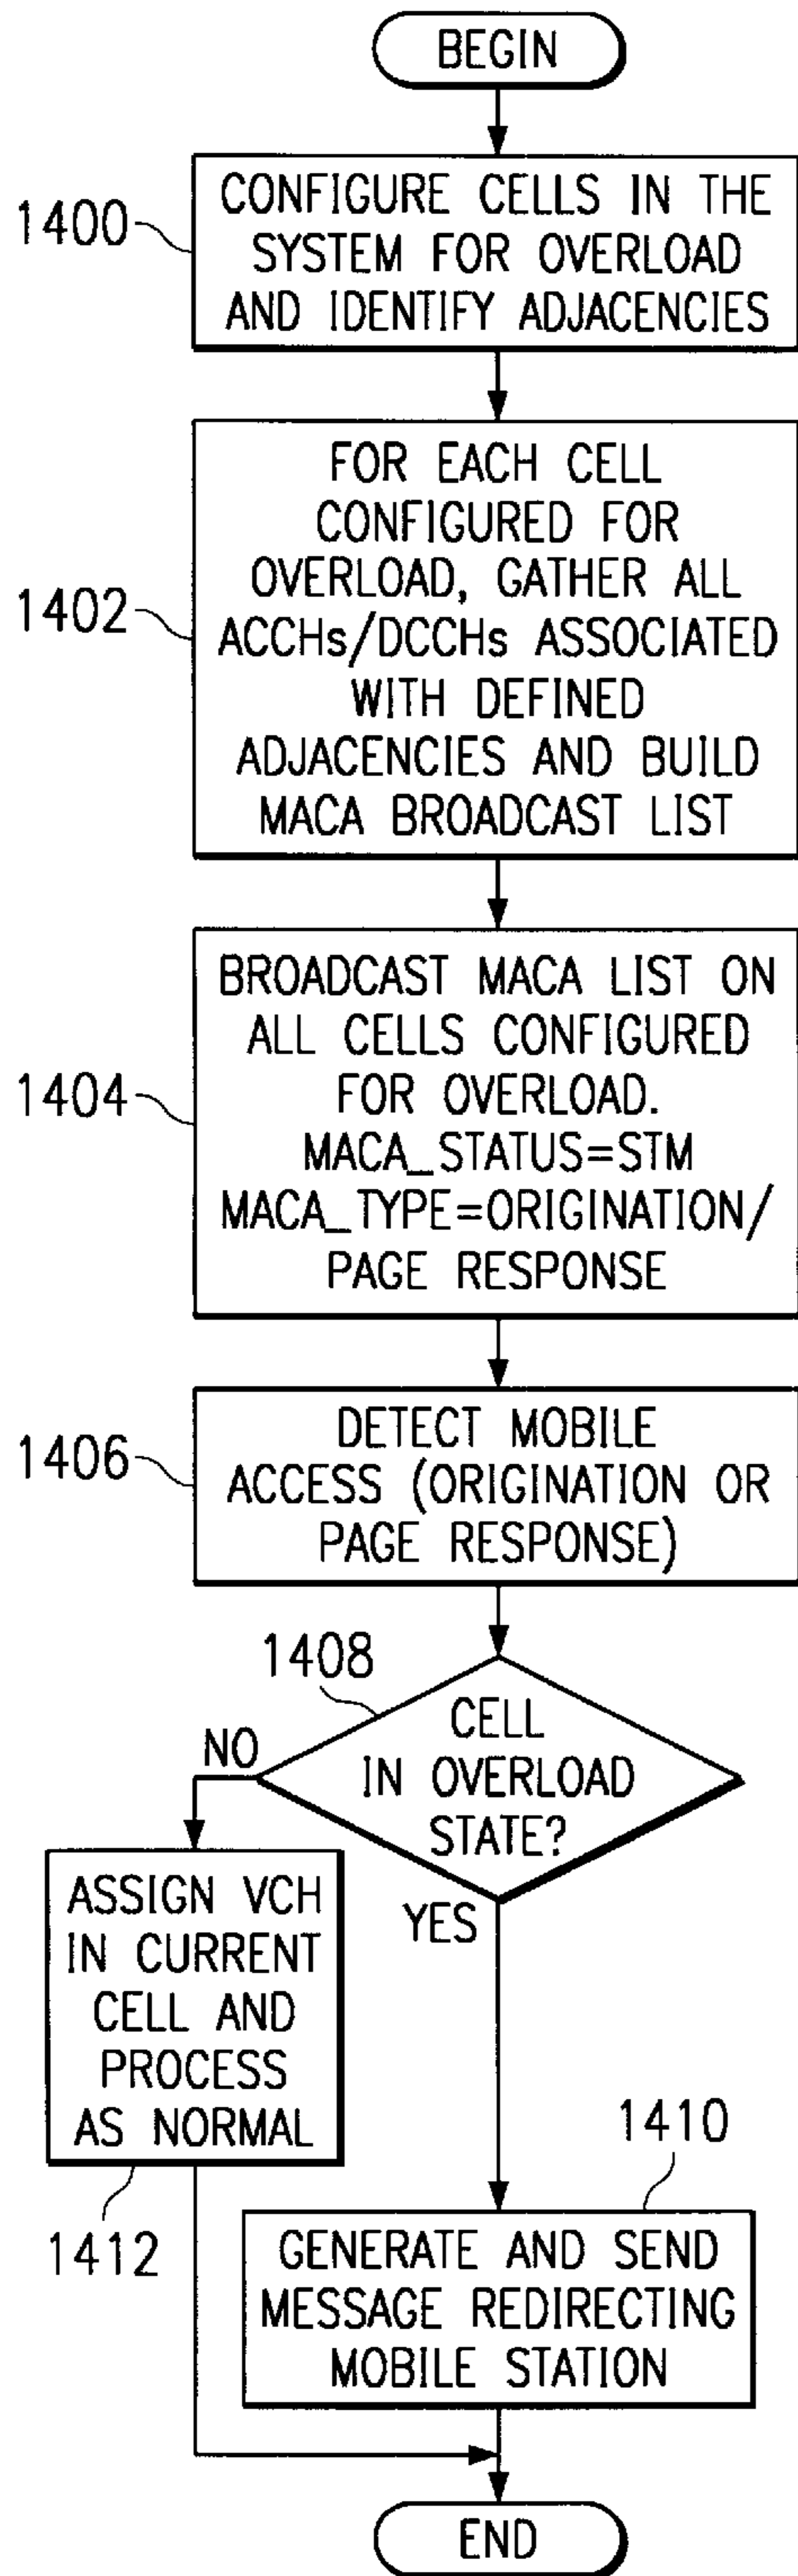 BEGIN
1400
CONFIGURE CELLS IN THE
SYSTEM FOR OVERLOAD
AND IDENTIFY ADJACENCIES
1402
FOR EACH CELL
CONFIGURED FOR
OVERLOAD, GATHER ALL
ACCHs/DCCHs ASSOCIATED
WITH DEFINED
ADJACENCIES AND BUILD
MACA BROADCAST LIST
1404
BROADCAST MACA LIST ON
ALL CELLS CONFIGURED
FOR OVERLOAD.
MACA_STATUS=STM
MACA_TYPE=ORIGINATION/
PAGE RESPONSE
1406
DETECT MOBILE
ACCESS (ORIGINATION OR
PAGE RESPONSE)
1408
CELL
IN OVERLOAD
STATE?
NO
YES
ASSIGN VCH
IN CURRENT
CELL AND
PROCESS
AS NORMAL
1412
1410
GENERATE AND SEND
MESSAGE REDIRECTING
MOBILE STATION
END